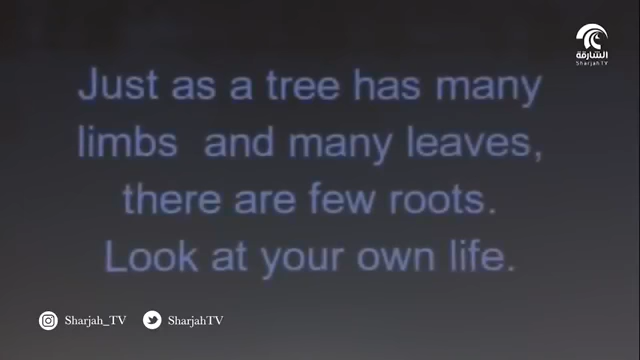 الشارقة
SharjahTV
Just as a tree has many
limbs and many leaves,
there are few roots.
Look at your own life.
Sharjah_TV
SharjahTV